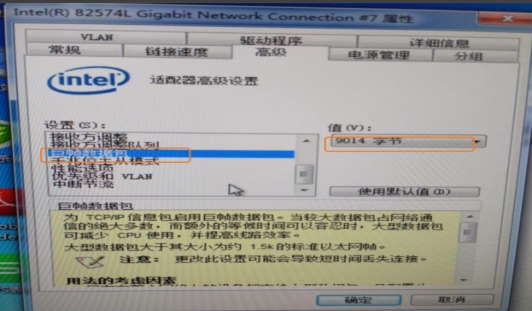 Intel(R) 82574L Gigabit Network Connection #7 属性
VLAN 驱动程序 详细信息
常规 链接速度 高级 电源管理 分组
intel
适配器高级设置
设置(S):
值(V):
接收方调整
接收方调整队列
巨帧数据包
9014 字节
千兆位主从模式
性能选项
优先级和 VLAN
中断节流
使用默认值(D)
巨帧数据包
为 TCP/IP 信息包启用巨帧数据包。当较大数据包占网络通
信的绝大多数，而额外的等候时间可以容忍时，大型数据包
可减少 CPU 使用，并提高线路效率。
大型数据包大于其大小为约 1.5k的标准以太网帧。
注意： 更改此设置可能会导致短时间丢失连接。
用法的考虑因素
确定 取消